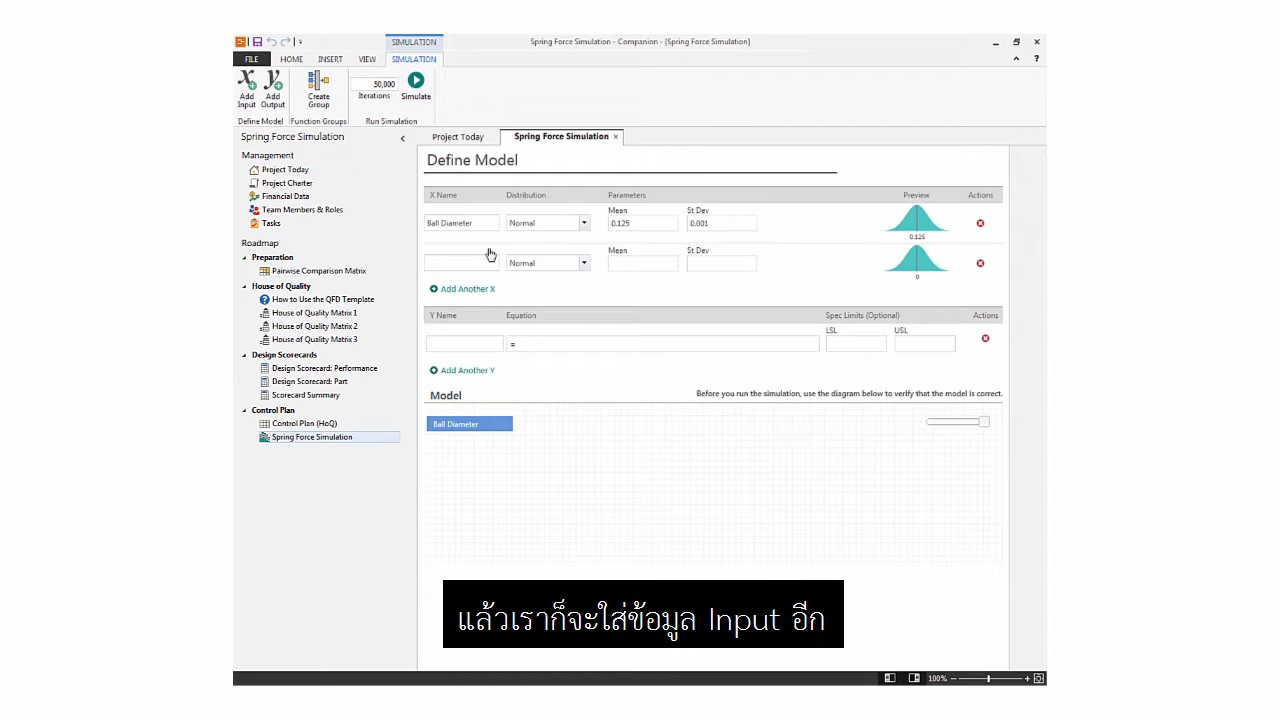 SIMULATION
Spring Force Simulation - Companion - [Spring Force Simulation]
FILE HOME INSERT VIEW SIMULATION
Add Input
Add Output
Create Group
50,000
Iterations
Simulate
Define Model Function Groups Run Simulation
Spring Force Simulation
Management
Project Today
Project Charter
Financial Data
Team Members & Roles
Tasks
Roadmap
Preparation
Pairwise Comparison Matrix
House of Quality
How to Use the QFD Template
House of Quality Matrix 1
House of Quality Matrix 2
House of Quality Matrix 3
Design Scorecards
Design Scorecard: Performance
Design Scorecard: Part
Scorecard Summary
Control Plan
Control Plan (HoQ)
Spring Force Simulation
Project Today Spring Force Simulation ×
Define Model
X Name Distribution Parameters Preview Actions
Mean St Dev
Ball Diameter Normal 0.125 0.001
0.125
Mean St Dev
Normal
0
Add Another X
Y Name Equation Spec Limits (Optional) Actions
LSL USL
=
Add Another Y
Model Before you run the simulation, use the diagram below to verify that the model is correct.
Ball Diameter
แล้วเราก็จะใส่ข้อมูล Input อีก
100%